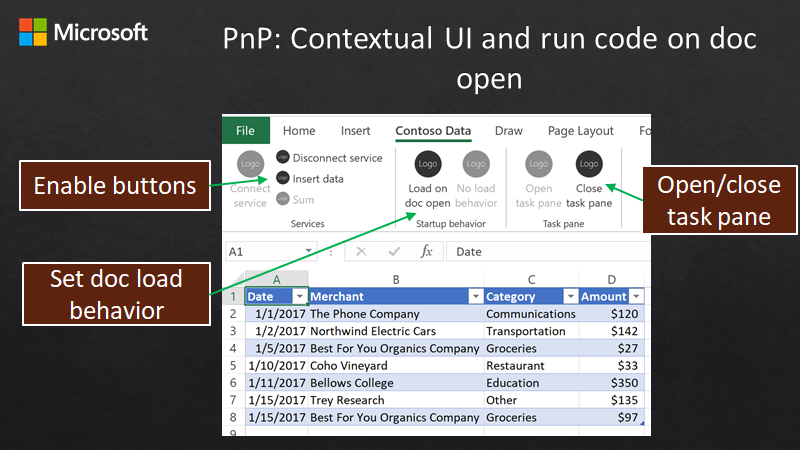 Microsoft
PnP: Contextual UI and run code on doc
open
File Home Insert Contoso Data Draw Page Layout Fo
Logo Logo Disconnect service Logo Logo Logo Logo
Logo Insert data
Connect Load on No load Open Close
service Logo Sum doc open behavior task pane task pane
Services Startup behavior Task pane
Enable buttons
Open/close
task pane
Set doc load
behavior
A1 fx Date
A B C D
1 Date Merchant Category Amount
2 1/1/2017 The Phone Company Communications $120
3 1/2/2017 Northwind Electric Cars Transportation $142
4 1/5/2017 Best For You Organics Company Groceries $27
5 1/10/2017 Coho Vineyard Restaurant $33
6 1/11/2017 Bellows College Education $350
7 1/15/2017 Trey Research Other $135
8 1/15/2017 Best For You Organics Company Groceries $97
9